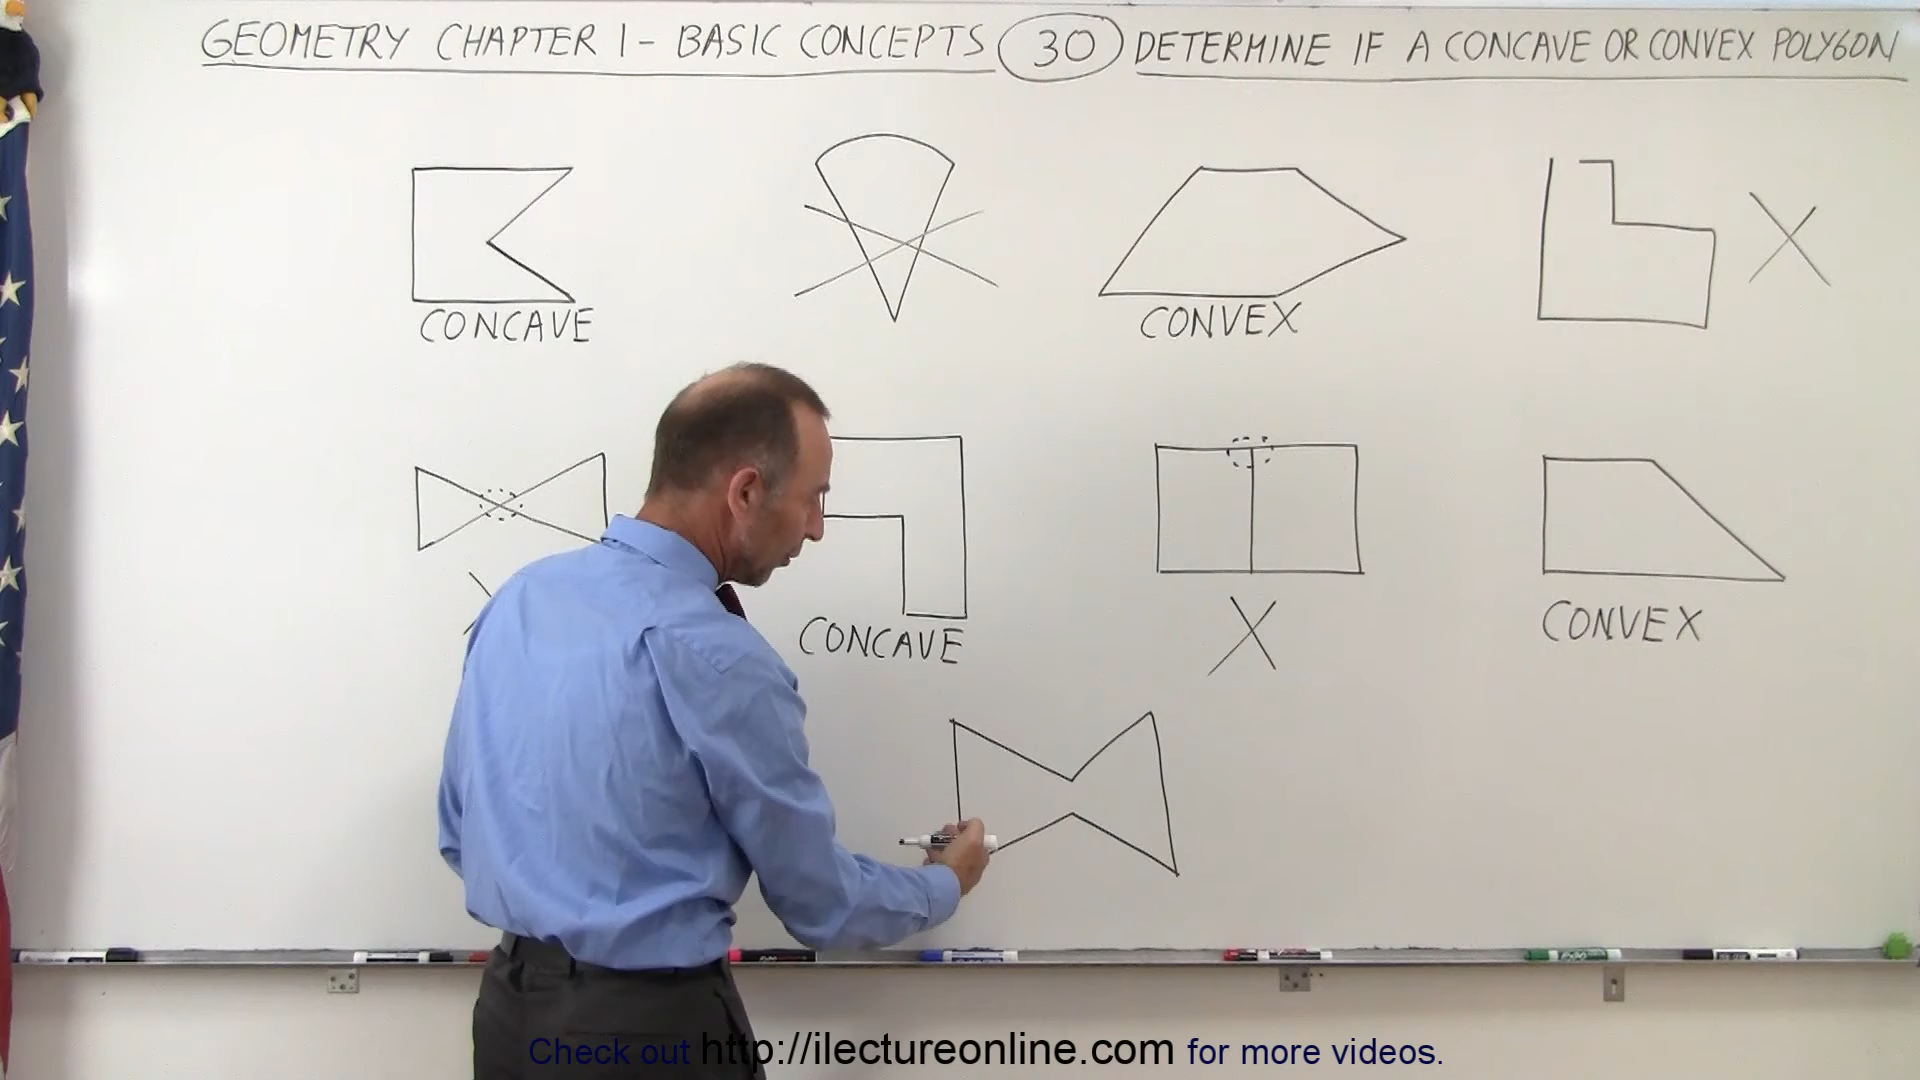 GEOMETRY CHAPTER 1 - BASIC CONCEPTS 30 DETERMINE IF A CONCAVE OR CONVEX POLYGON
CONCAVE
CONVEX
X
CONCAVE
X
CONVEX
Check out http://ilectureonline.com for more videos.